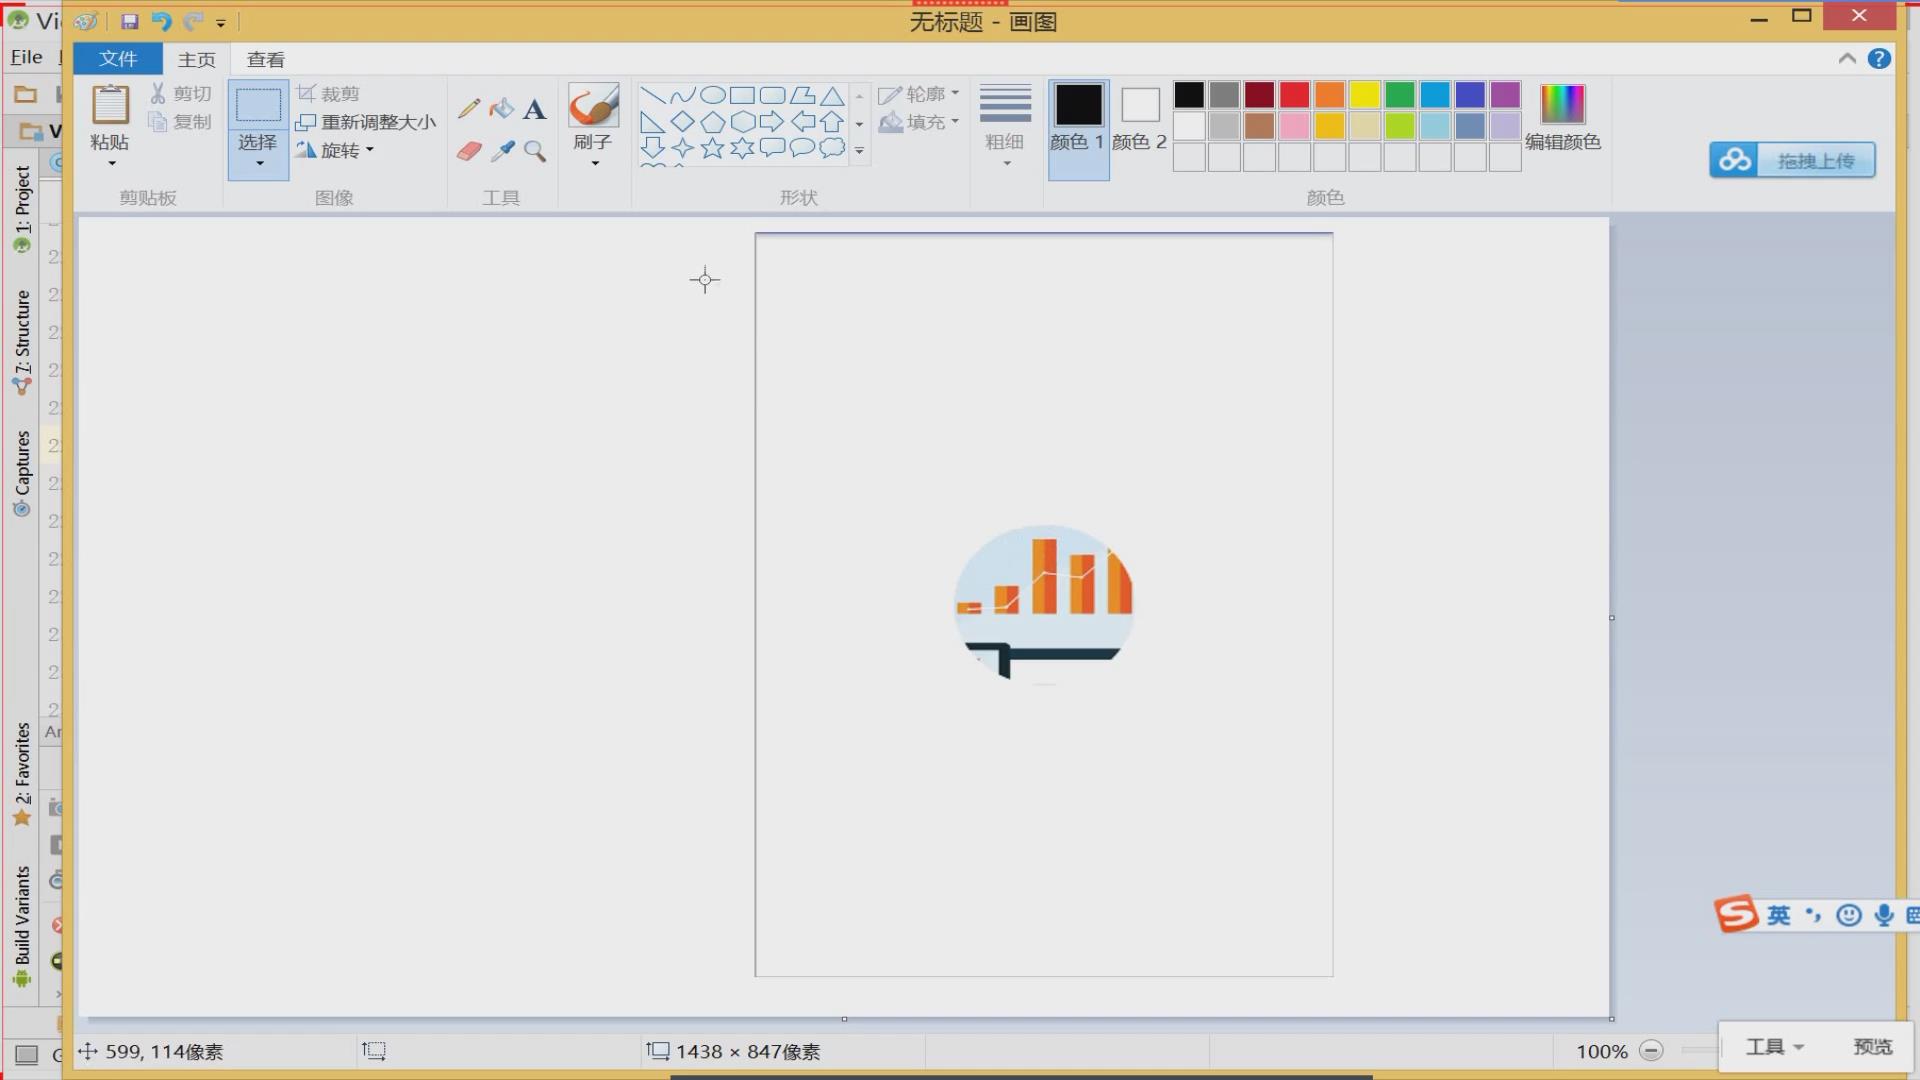 无标题 - 画图
File
文件 主页 查看
粘贴
剪切
复制
剪贴板
选择
裁剪
重新调整大小
旋转
图像
A
工具
刷子
形状
轮廓
填充
粗细
颜色 1
颜色 2
编辑颜色
颜色
拖拽上传
1: Project
7: Structure
Captures
2: Favorites
Build Variants
英
599, 114像素
1438 × 847像素
100%
工具 预览